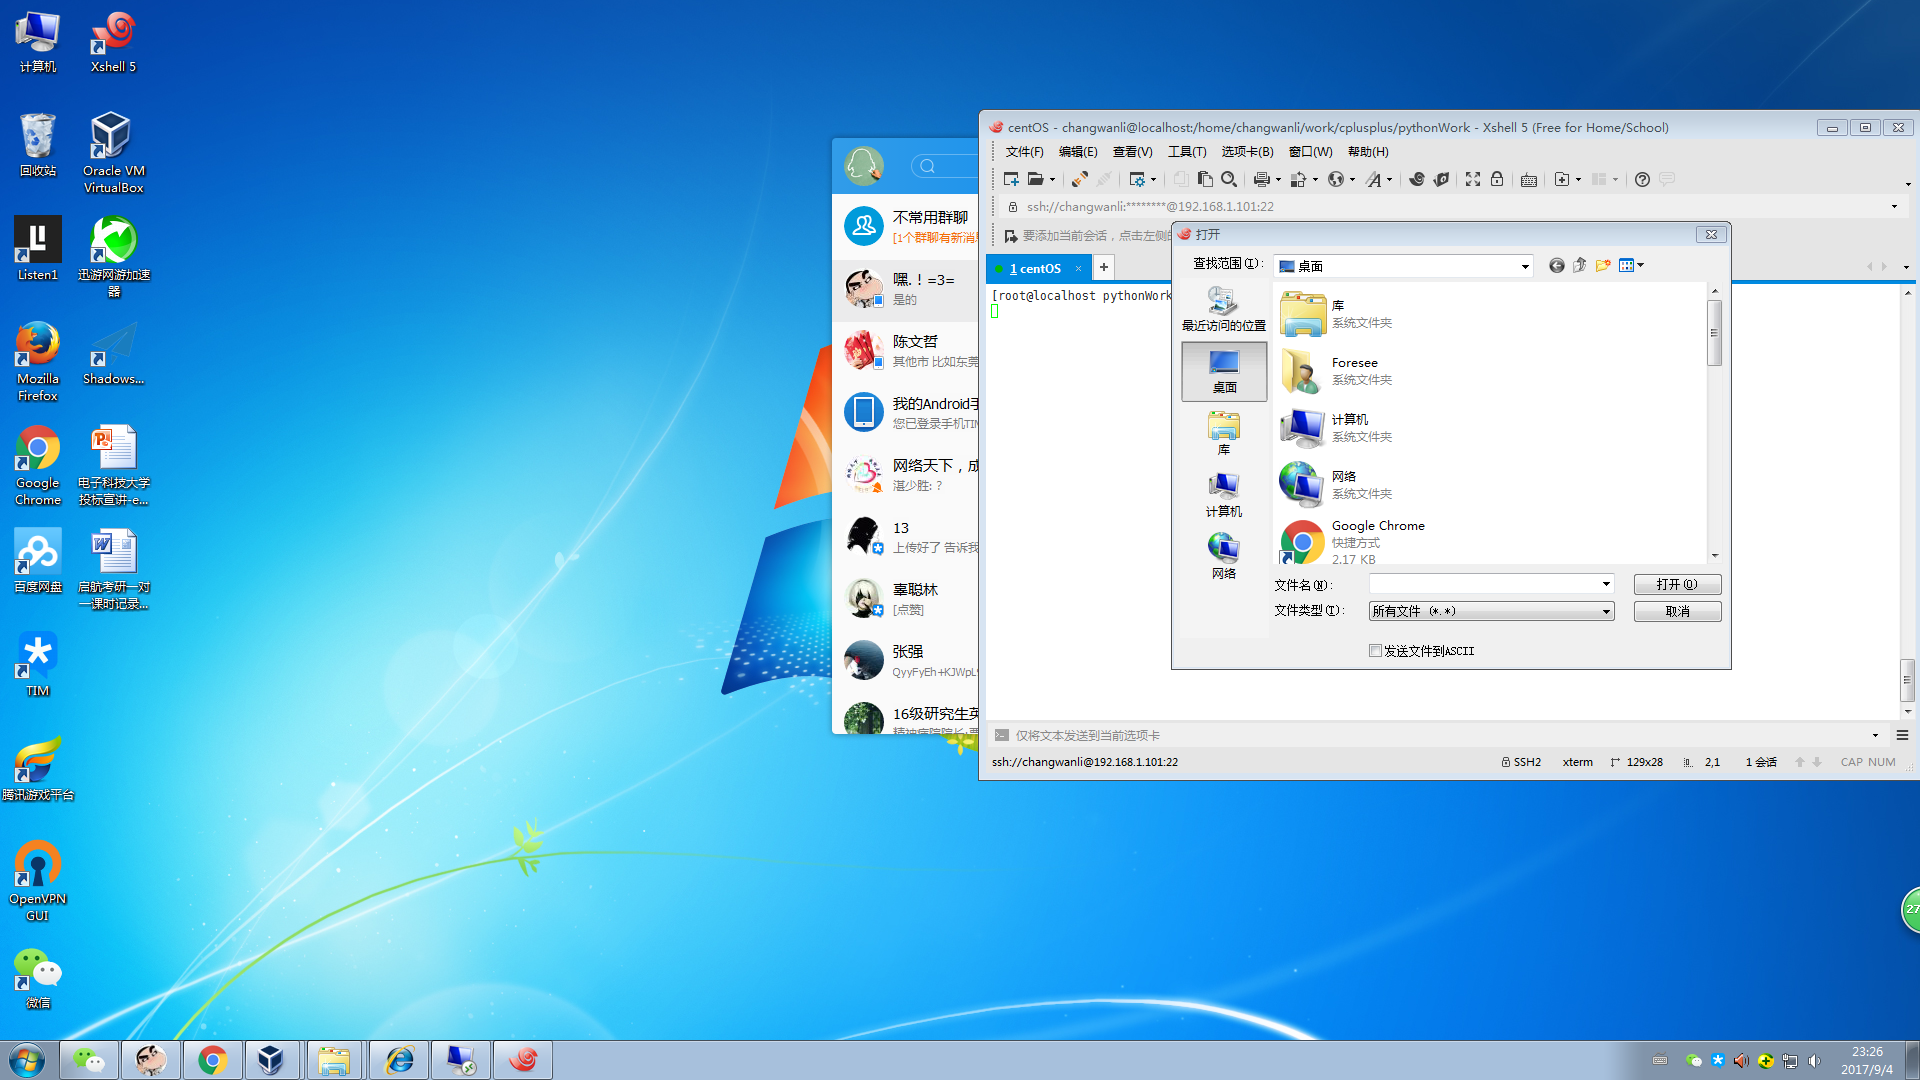 计算机
Xshell 5
回收站
Oracle VM
VirtualBox
Listen1
迅游网游加速
器
Mozilla
Firefox
Shadows...
Google
Chrome
电子科技大学
投标宣讲-e...
百度网盘
启航考研一对
一课时记录...
TIM
腾讯游戏平台
OpenVPN
GUI
微信
不常用群聊
[1个群聊有新消
嘿.！=3=
是的
陈文哲
其他市 比如东莞
我的Android手
您已登录手机TIM
网络天下，成
湛少胜:？
13
上传好了 告诉我
辜聪林
[点赞]
张强
QyyFyEh+KJWpL
16级研究生英
centOS - changwanli@localhost:/home/changwanli/work/cplusplus/pythonWork - Xshell 5 (Free for Home/School)
文件(F) 编辑(E) 查看(V) 工具(T) 选项卡(B) 窗口(W) 帮助(H)
ssh://changwanli:********@192.168.1.101:22
要添加当前会话，点击左侧的
1 centOS
[root@localhost pythonWork
打开
查找范围(I):
桌面
最近访问的位置
桌面
库
计算机
网络
库
系统文件夹
Foresee
系统文件夹
计算机
系统文件夹
网络
系统文件夹
Google Chrome
快捷方式
2.17 KB
文件名(N):
打开(O)
文件类型(T):
所有文件 (*.*)
取消
发送文件到ASCII
仅将文本发送到当前选项卡
ssh://changwanli@192.168.1.101:22
SSH2
xterm
129x28
2,1
1 会话
CAP NUM
27
23:26
2017/9/4